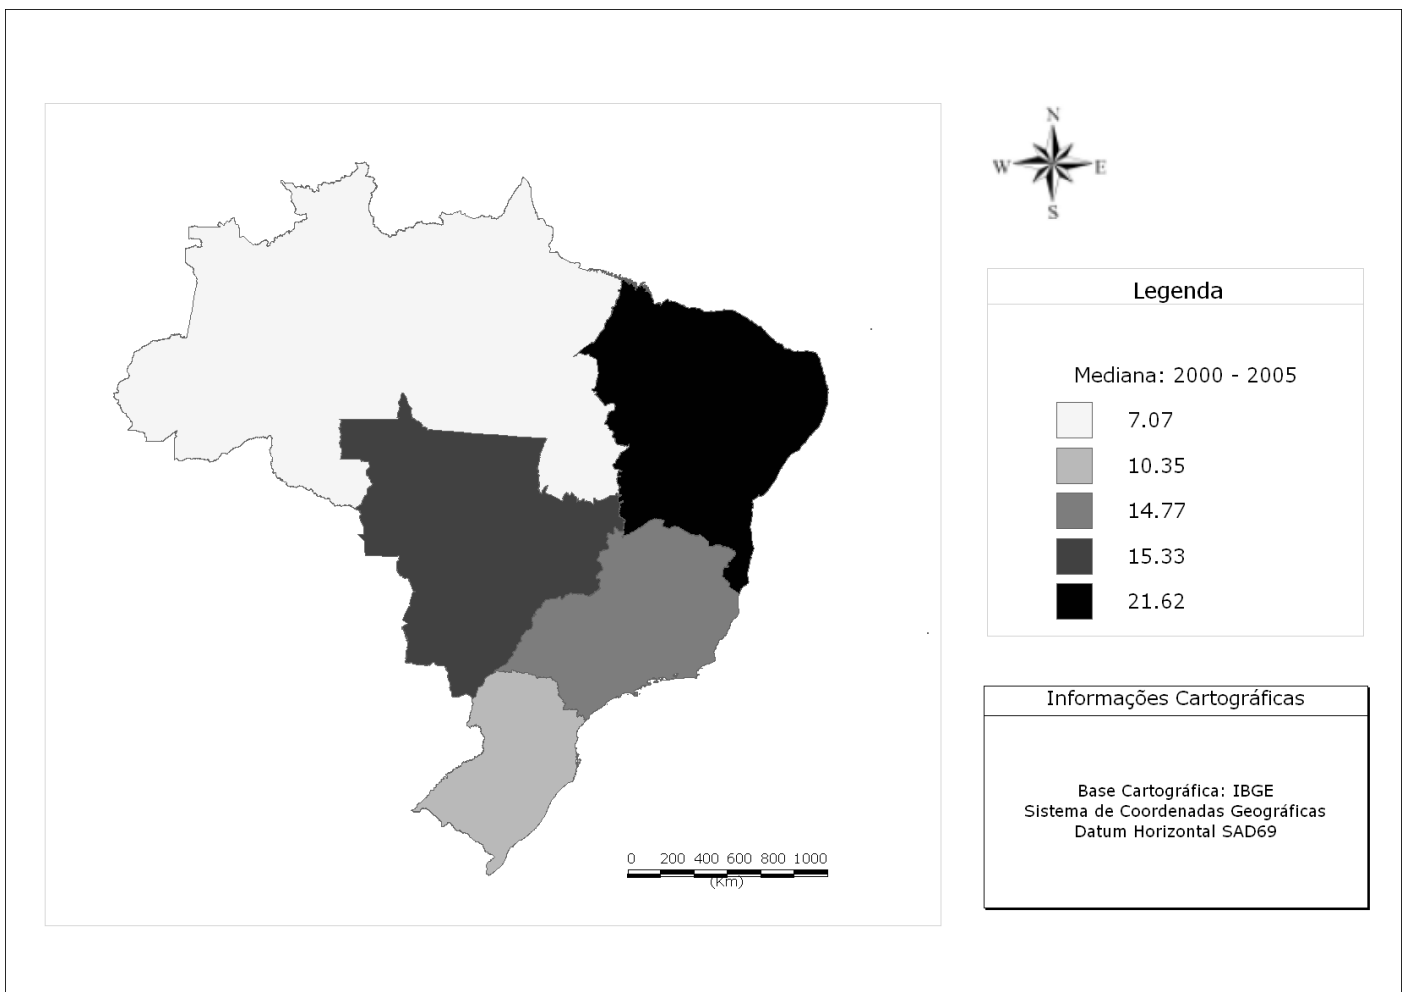 N
W E
S
Legenda
Mediana: 2000 - 2005
7.07
10.35
14.77
15.33
21.62
Informações Cartográficas
Base Cartográfica: IBGE
Sistema de Coordenadas Geográficas
Datum Horizontal SAD69
0 200 400 600 800 1000
(Km)